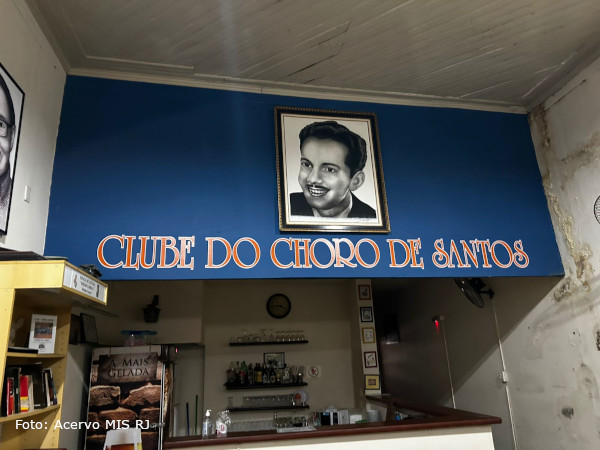 CLUBE DO CHORO DE SANTOS
A MAIS
GELADA
Foto: Acervo MIS RJ